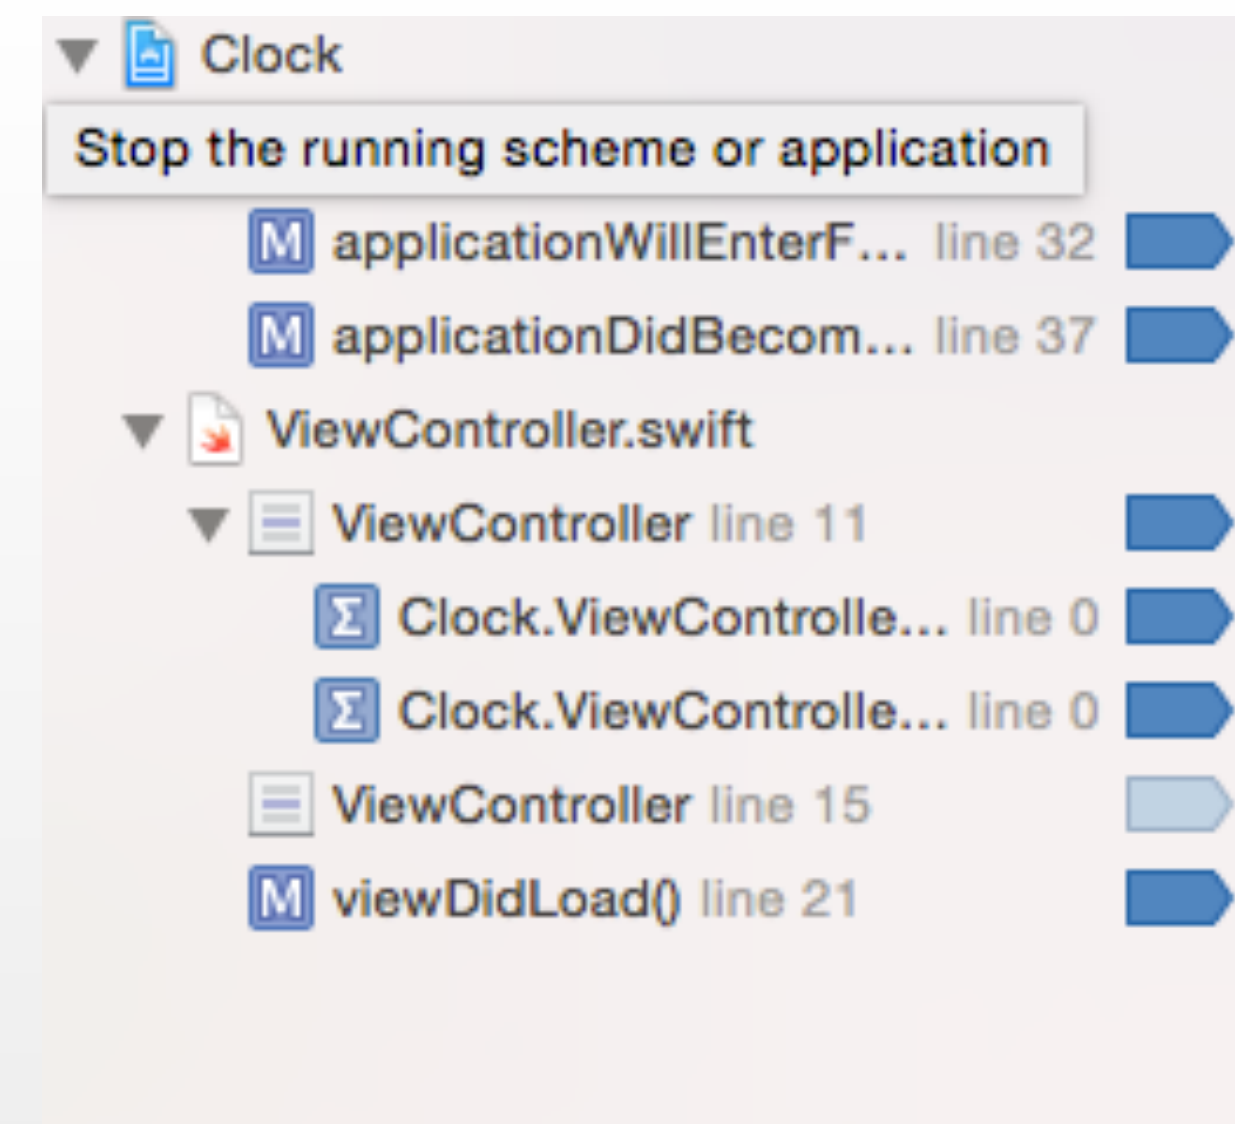 Clock
Stop the running scheme or application
M applicationWillEnterF... line 32
M applicationDidBecom... line 37
ViewController.swift
ViewController line 11
Σ Clock.ViewControlle... line 0
Σ Clock.ViewControlle... line 0
ViewController line 15
M viewDidLoad() line 21